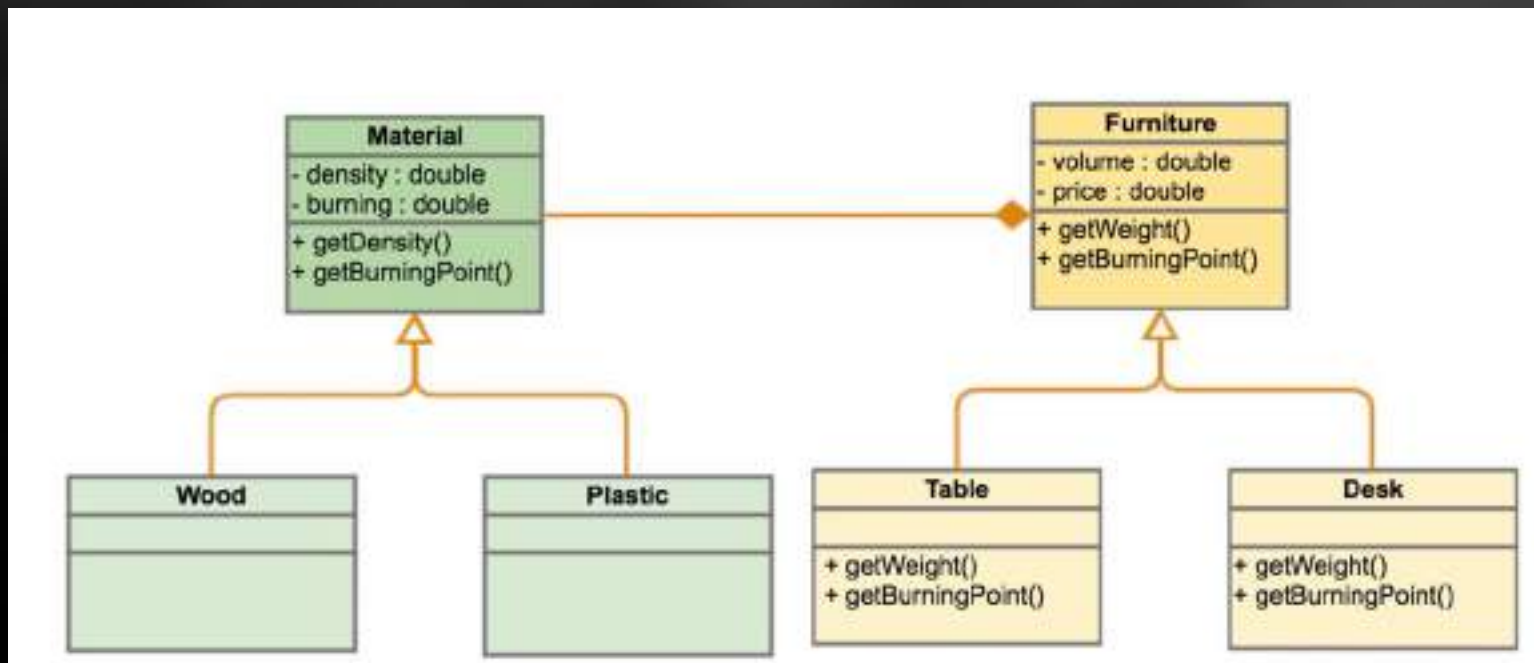 Material
- density : double
- burning : double
+ getDensity()
+ getBurningPoint()
Furniture
- volume : double
- price : double
+ getWeight()
+ getBurningPoint()
Wood
Plastic
Table
+ getWeight()
+ getBurningPoint()
Desk
+ getWeight()
+ getBurningPoint()